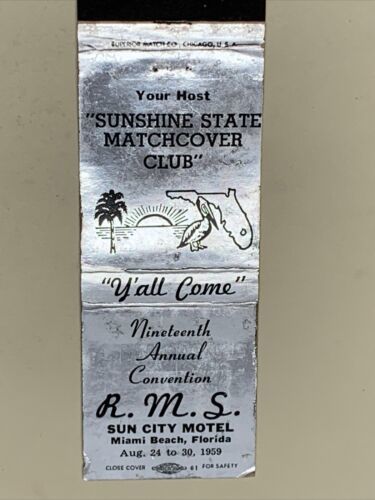 SUPERIOR MATCH CO., CHICAGO, U.S.A.
Your Host
"SUNSHINE STATE
MATCHCOVER
CLUB"
"Y'all Come"
Nineteenth
Annual
Convention
R. M. S.
SUN CITY MOTEL
Miami Beach, Florida
Aug. 24 to 30, 1959
CLOSE COVER 61 FOR SAFETY